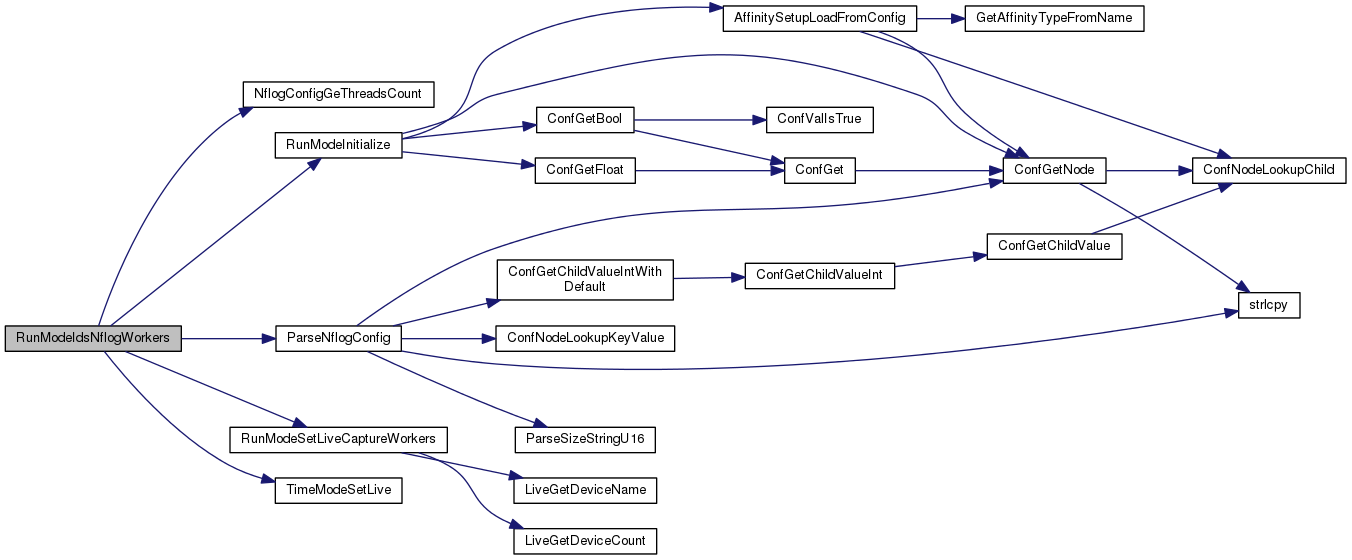 AffinitySetupLoadFromConfig
GetAffinityTypeFromName
NflogConfigGeThreadsCount
ConfGetBool
ConfValIsTrue
RunModeInitialize
ConfGetFloat
ConfGet
ConfGetNode
ConfNodeLookupChild
ConfGetChildValue
ConfGetChildValueIntWith
Default
ConfGetChildValueInt
strlcpy
RunModeIdsNflogWorkers
ParseNflogConfig
ConfNodeLookupKeyValue
RunModeSetLiveCaptureWorkers
ParseSizeStringU16
TimeModeSetLive
LiveGetDeviceName
LiveGetDeviceCount